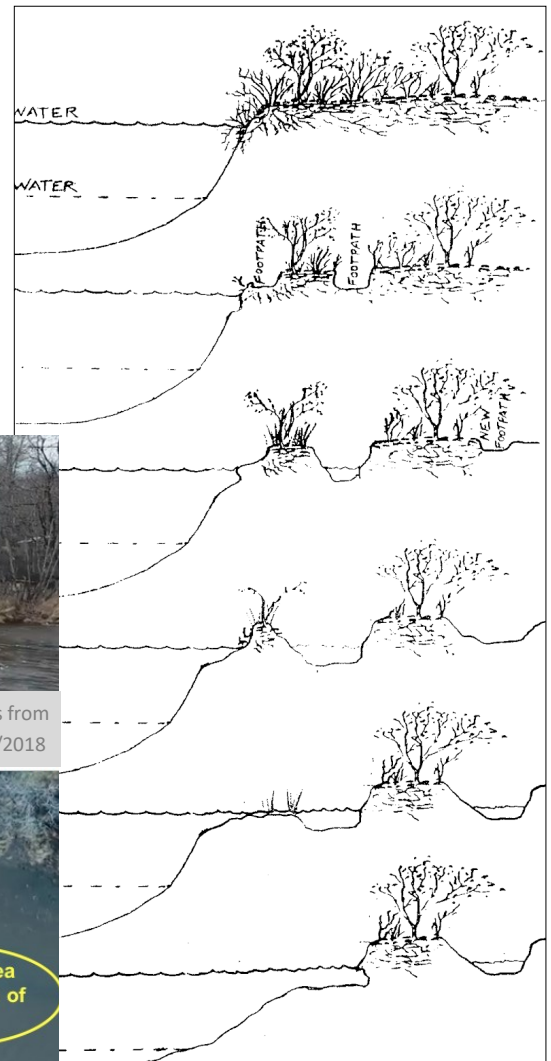 WATER
WATER
FOOTPATH
FOOTPATH
NEW
FOOTPATH
s from
/2018
ea
of